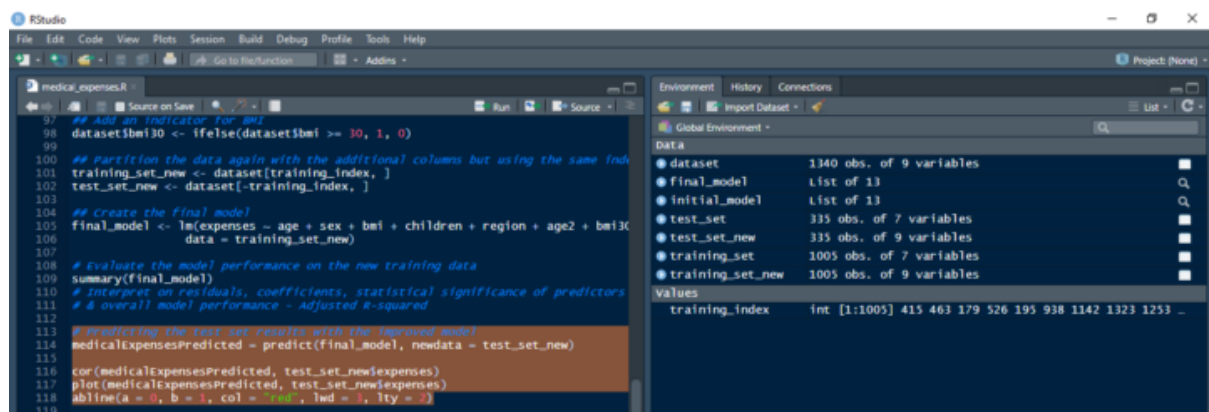 RStudio
File Edit Code View Plots Session Build Debug Profile Tools Help
Go to file/function Addins
Project: (None)
medical_expenses.R
Source on Save Run Source
97 ## Add an indicator for BMI
98 dataset$bmi30 <- ifelse(dataset$bmi >= 30, 1, 0)
99
100 ## Partition the data again with the additional columns but using the same inde
101 training_set_new <- dataset[training_index, ]
102 test_set_new <- dataset[-training_index, ]
103
104 ## Create the final model
105 final_model <- lm(expenses ~ age + sex + bmi + children + region + age2 + bmi30
106 data = training_set_new)
107
108 # Evaluate the model performance on the new training data
109 summary(final_model)
110 # Interpret on residuals, coefficients, statistical significance of predictors
111 # & overall model performance - Adjusted R-squared
112
113 # Predicting the test set results with the improved model
114 medicalExpensesPredicted = predict(final_model, newdata = test_set_new)
115
116 cor(medicalExpensesPredicted, test_set_new$expenses)
117 plot(medicalExpensesPredicted, test_set_new$expenses)
118 abline(a = 0, b = 1, col = "red", lwd = 3, lty = 2)
119
Environment History Connections
Import Dataset List
Global Environment
Data
dataset 1340 obs. of 9 variables
final_model List of 13
initial_model List of 13
test_set 335 obs. of 7 variables
test_set_new 335 obs. of 9 variables
training_set 1005 obs. of 7 variables
training_set_new 1005 obs. of 9 variables
Values
training_index int [1:1005] 415 463 179 526 195 938 1142 1323 1253 …